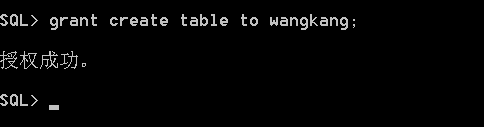 SQL> grant create table to wangkang;
授权成功。
SQL> _